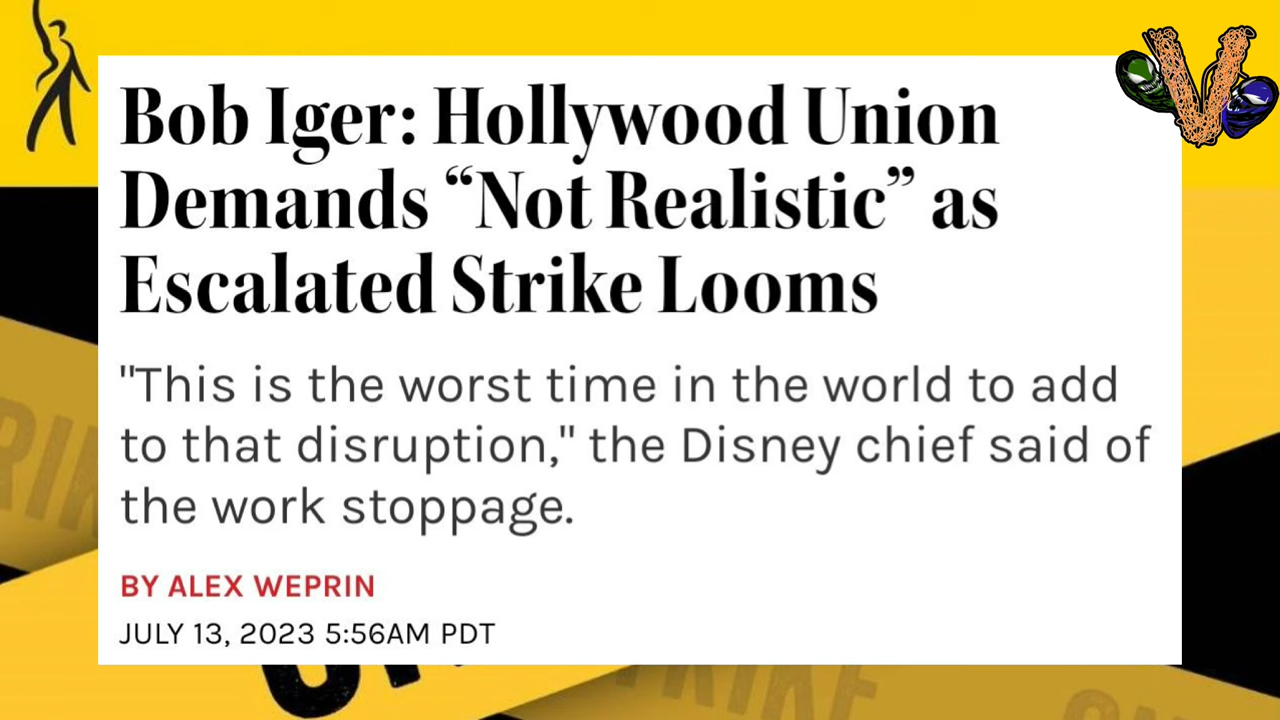 Bob Iger: Hollywood Union
Demands “Not Realistic” as
Escalated Strike Looms
"This is the worst time in the world to add
to that disruption," the Disney chief said of
the work stoppage.
BY ALEX WEPRIN
JULY 13, 2023 5:56AM PDT
STRIKE
V